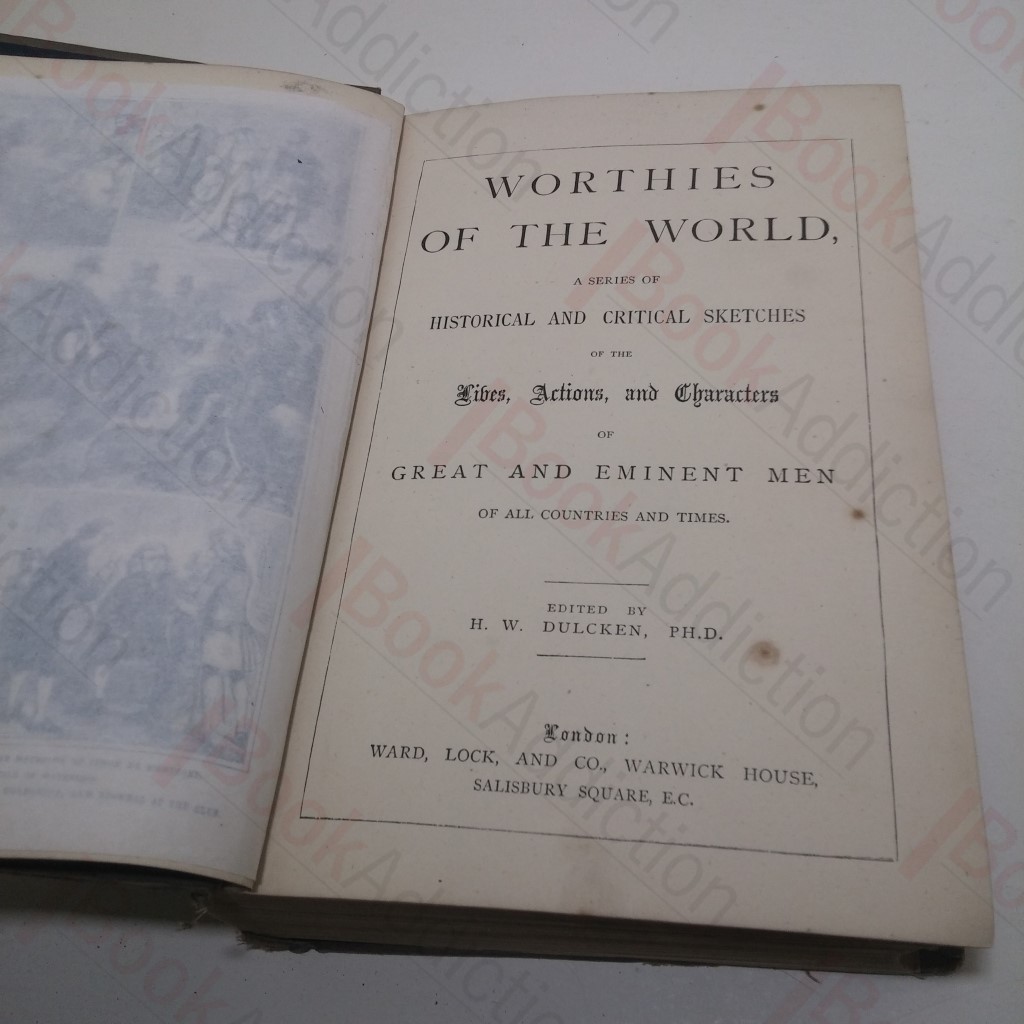 WORTHIES
OF THE WORLD,
A SERIES OF
HISTORICAL AND CRITICAL SKETCHES
OF THE
Lives, Actions, and Characters
OF
GREAT AND EMINENT MEN
OF ALL COUNTRIES AND TIMES.
EDITED BY
H. W. DULCKEN, PH.D.
London:
WARD, LOCK, AND CO., WARWICK HOUSE,
SALISBURY SQUARE, E.C.
BookAddiction